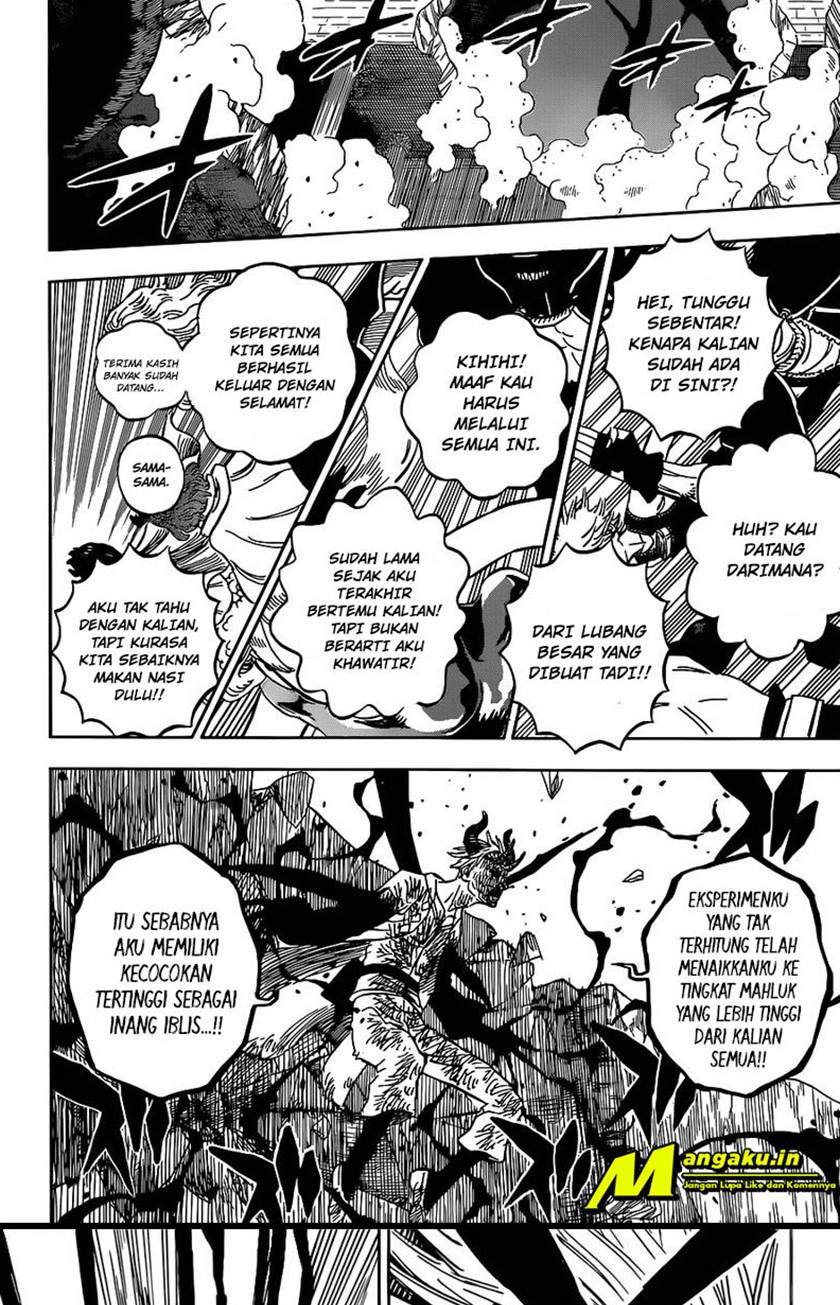 HEI, TUNGGU
SEBENTAR!
KENAPA KALIAN
SUDAH ADA
DI SINI?!
HUH? KAU
DATANG
DARIMANA?
DARI LUBANG
BESAR YANG
DIBUAT TADI!!
KIHIHI!
MAAF KAU
HARUS
MELALUI
SEMUA INI.
SUDAH LAMA
SEJAK AKU
TERAKHIR
BERTEMU KALIAN!
TAPI BUKAN
BERARTI AKU
KHAWATIR!
SEPERTINYA
KITA SEMUA
BERHASIL
KELUAR DENGAN
SELAMAT!
TERIMA KASIH
BANYAK SUDAH
DATANG...
SAMA-
SAMA.
AKU TAK TAHU
DENGAN KALIAN,
TAPI KURASA
KITA SEBAIKNYA
MAKAN NASI
DULU!!
EKSPERIMENKU
YANG TAK
TERHITUNG TELAH
MENAIKKANKU KE
TINGKAT MAHLUK
YANG LEBIH TINGGI
DARI KALIAN
SEMUA!!
ITU SEBABNYA
AKU MEMILIKI
KECOCOKAN
TERTINGGI SEBAGAI
INANG IBLIS...!!
Mangaku.in
Jangan Lupa Like dan Komennya